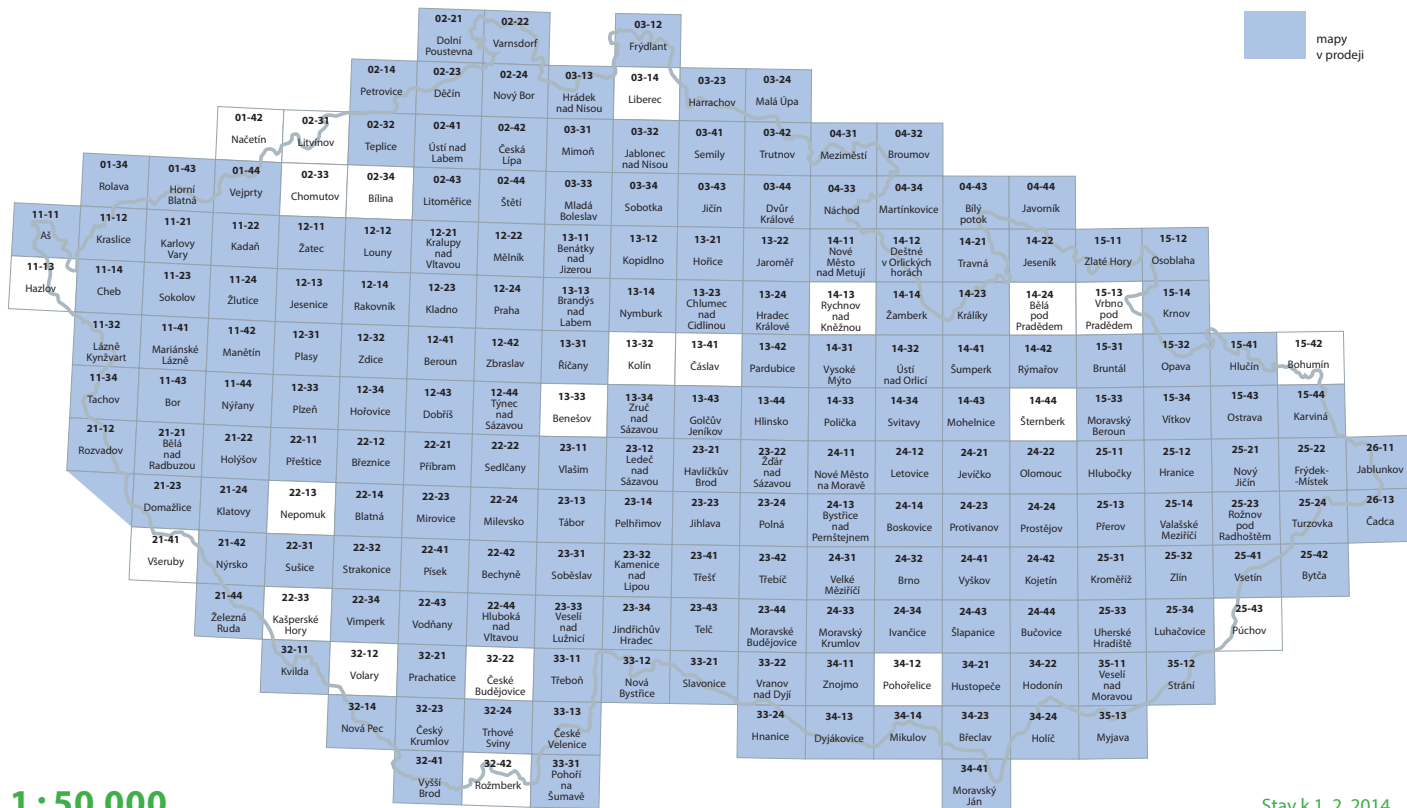 02-21
Dolní
Poustevna
02-22
Varnsdorf
03-12
Frýdlant
mapy
v prodeji
02-14
Petrovice
02-23
Děčín
02-24
Nový Bor
03-13
Hrádek
nad Nisou
03-14
Liberec
03-23
Harrachov
03-24
Malá Úpa
01-42
Načetín
02-31
Litvínov
02-32
Teplice
02-41
Ústí nad
Labem
02-42
Česká
Lípa
03-31
Mimoň
03-32
Jablonec
nad Nisou
03-41
Semily
03-42
Trutnov
04-31
Meziměstí
04-32
Broumov
01-34
Rolava
01-43
Horní
Blatná
01-44
Vejprty
02-33
Chomutov
02-34
Bílina
02-43
Litoměřice
02-44
Štětí
03-33
Mladá
Boleslav
03-34
Sobotka
03-43
Jičín
03-44
Dvůr
Králové
04-33
Náchod
04-34
Martínkovice
04-43
Bílý
potok
04-44
Javorník
11-11
Aš
11-12
Kraslice
11-21
Karlovy
Vary
11-22
Kadaň
12-11
Žatec
12-12
Louny
12-21
Kralupy
nad
Vltavou
12-22
Mělník
13-11
Benátky
nad
Jizerou
13-12
Kopidlno
13-21
Hořice
13-22
Jaroměř
14-11
Nové
Město
nad Metují
14-12
Deštné
v Orlických
horách
14-21
Travná
14-22
Jeseník
15-11
Zlaté Hory
15-12
Osoblaha
11-13
Hazlov
11-14
Cheb
11-23
Sokolov
11-24
Žlutice
12-13
Jesenice
12-14
Rakovník
12-23
Kladno
12-24
Praha
13-13
Brandýs
nad
Labem
13-14
Nymburk
13-23
Chlumec
nad
Cidlinou
13-24
Hradec
Králové
14-13
Rychnov
nad
Kněžnou
14-14
Žamberk
14-23
Králíky
14-24
Bělá
pod
Pradědem
15-13
Vrbno
pod
Pradědem
15-14
Krnov
11-32
Lázně
Kynžvart
11-41
Mariánské
Lázně
11-42
Manětín
12-31
Plasy
12-32
Zdice
12-41
Beroun
12-42
Zbraslav
13-31
Říčany
13-32
Kolín
13-41
Čáslav
13-42
Pardubice
14-31
Vysoké
Mýto
14-32
Ústí
nad Orlicí
14-41
Šumperk
14-42
Rýmařov
15-31
Bruntál
15-32
Opava
15-41
Hlučín
15-42
Bohumín
11-34
Tachov
11-43
Bor
11-44
Nýřany
12-33
Plzeň
12-34
Hořovice
12-43
Dobříš
12-44
Týnec
nad
Sázavou
13-33
Benešov
13-34
Zruč
nad
Sázavou
13-43
Golčův
Jeníkov
13-44
Hlinsko
14-33
Polička
14-34
Svitavy
14-43
Mohelnice
14-44
Šternberk
15-33
Moravský
Beroun
15-34
Vítkov
15-43
Ostrava
15-44
Karviná
21-12
Rozvadov
21-21
Bělá
nad
Radbuzou
21-22
Holýšov
22-11
Přeštice
22-12
Březnice
22-21
Příbram
22-22
Sedlčany
23-11
Vlašim
23-12
Ledeč
nad
Sázavou
23-21
Havlíčkův
Brod
23-22
Žďár
nad
Sázavou
24-11
Nové Město
na Moravě
24-12
Letovice
24-21
Jevíčko
24-22
Olomouc
25-11
Hlubočky
25-12
Hranice
25-21
Nový
Jičín
25-22
Frýdek-
-Místek
26-11
Jablunkov
21-23
Domažlice
21-24
Klatovy
22-13
Nepomuk
22-14
Blatná
22-23
Mirovice
22-24
Milevsko
23-13
Tábor
23-14
Pelhřimov
23-23
Jihlava
23-24
Polná
24-13
Bystřice
nad
Pernštejnem
24-14
Boskovice
24-23
Protivanov
24-24
Prostějov
25-13
Přerov
25-14
Valašské
Meziříčí
25-23
Rožnov
pod
Radhoštěm
25-24
Turzovka
26-13
Čadca
21-41
Všeruby
21-42
Nýrsko
22-31
Sušice
22-32
Strakonice
22-41
Písek
22-42
Bechyně
23-31
Soběslav
23-32
Kamenice
nad
Lipou
23-41
Třešť
23-42
Třebíč
24-31
Velké
Meziříčí
24-32
Brno
24-41
Vyškov
24-42
Kojetín
25-31
Kroměříž
25-32
Zlín
25-41
Vsetín
25-42
Bytča
21-44
Železná
Ruda
22-33
Kašperské
Hory
22-34
Vimperk
22-43
Vodňany
22-44
Hluboká
nad
Vltavou
23-33
Veselí
nad
Lužnicí
23-34
Jindřichův
Hradec
23-43
Telč
23-44
Moravské
Budějovice
24-33
Moravský
Krumlov
24-34
Ivančice
24-43
Šlapanice
24-44
Bučovice
25-33
Uherské
Hradiště
25-34
Luhačovice
25-43
Púchov
32-11
Kvilda
32-12
Volary
32-21
Prachatice
32-22
České
Budějovice
33-11
Třeboň
33-12
Nová
Bystřice
33-21
Slavonice
33-22
Vranov
nad Dyjí
34-11
Znojmo
34-12
Pohořelice
34-21
Hustopeče
34-22
Hodonín
35-11
Veselí
nad
Moravou
35-12
Strání
32-14
Nová Pec
32-23
Český
Krumlov
32-24
Trhové
Sviny
33-13
České
Velenice
33-24
Hnanice
34-13
Dyjákovice
34-14
Mikulov
34-23
Břeclav
34-24
Holíč
35-13
Myjava
32-41
Vyšší
Brod
32-42
Rožmberk
33-31
Pohoří
na
Šumavě
34-41
Moravský
Ján
1 : 50 000
Stav k 1. 2. 2014